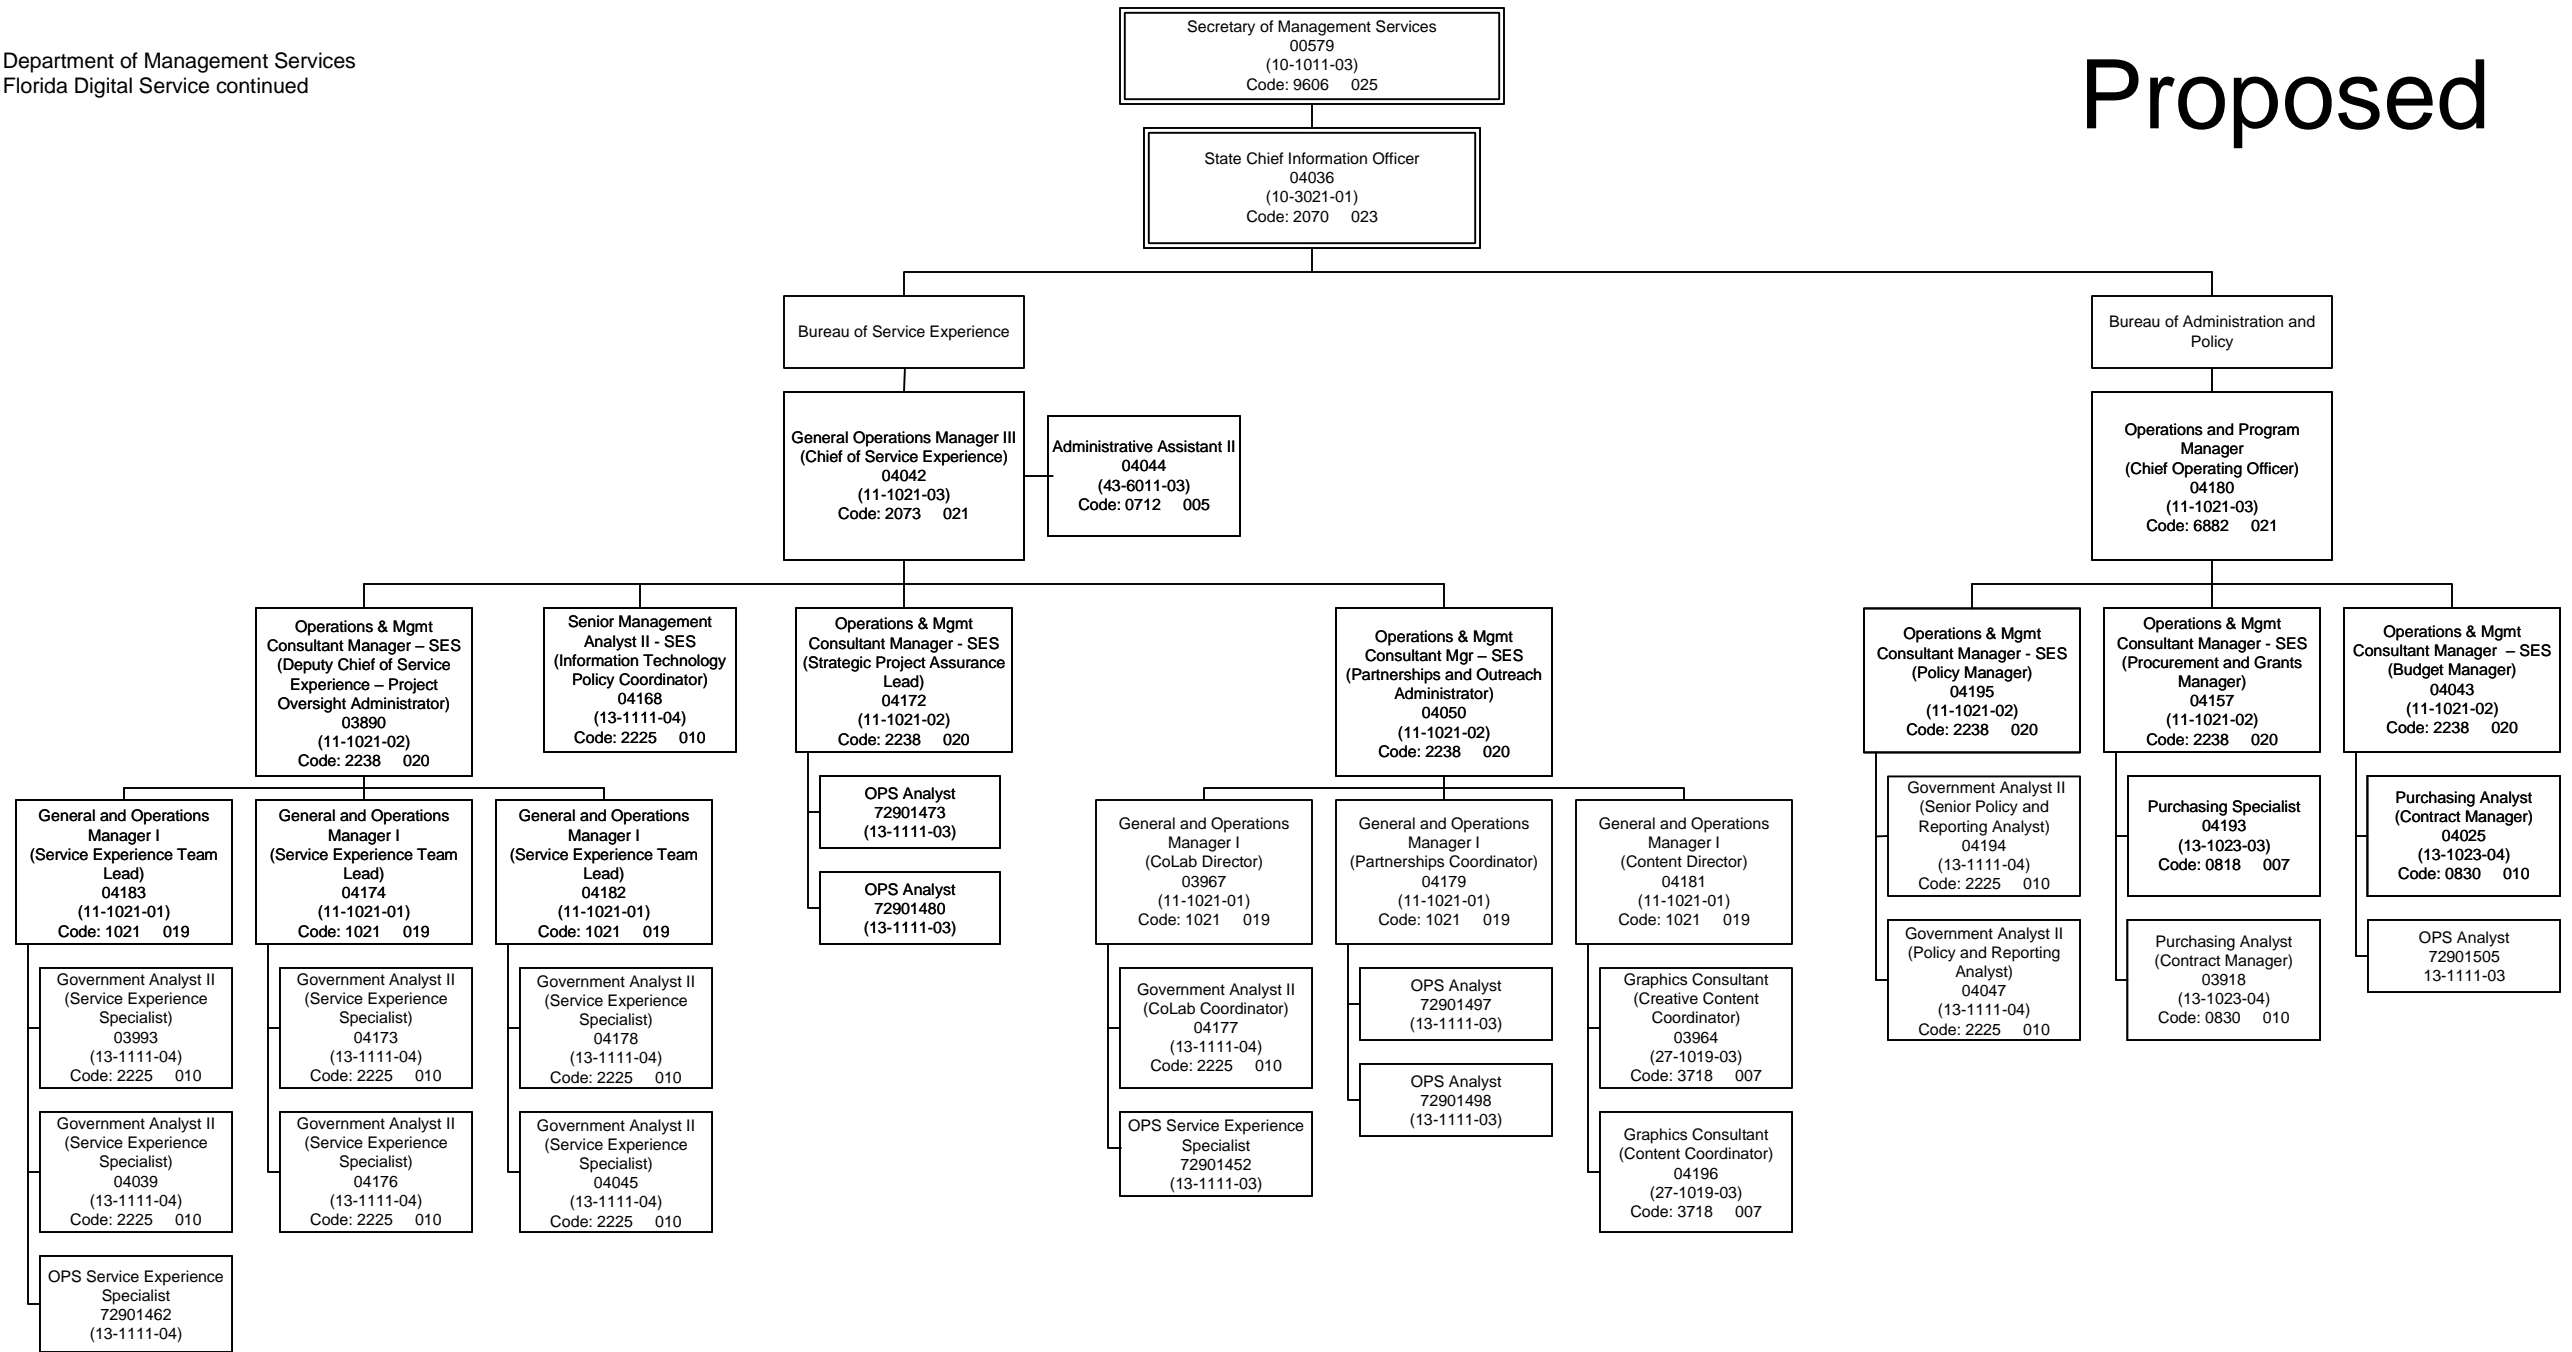 Department of Management Services
Florida Digital Service continued
Proposed
Secretary of Management Services
00579
(10-1011-03)
Code: 9606 025
State Chief Information Officer
04036
(10-3021-01)
Code: 2070 023
Bureau of Service Experience
Bureau of Administration and
Policy
General Operations Manager III
(Chief of Service Experience)
04042
(11-1021-03)
Code: 2073 021
Administrative Assistant II
04044
(43-6011-03)
Code: 0712 005
Operations and Program
Manager
(Chief Operating Officer)
04180
(11-1021-03)
Code: 6882 021
Operations & Mgmt
Consultant Manager – SES
(Deputy Chief of Service
Experience – Project
Oversight Administrator)
03890
(11-1021-02)
Code: 2238 020
Senior Management
Analyst II - SES
(Information Technology
Policy Coordinator)
04168
(13-1111-04)
Code: 2225 010
Operations & Mgmt
Consultant Manager - SES
(Strategic Project Assurance
Lead)
04172
(11-1021-02)
Code: 2238 020
Operations & Mgmt
Consultant Mgr – SES
(Partnerships and Outreach
Administrator)
04050
(11-1021-02)
Code: 2238 020
Operations & Mgmt
Consultant Manager - SES
(Policy Manager)
04195
(11-1021-02)
Code: 2238 020
Operations & Mgmt
Consultant Manager - SES
(Procurement and Grants
Manager)
04157
(11-1021-02)
Code: 2238 020
Operations & Mgmt
Consultant Manager – SES
(Budget Manager)
04043
(11-1021-02)
Code: 2238 020
General and Operations
Manager I
(Service Experience Team
Lead)
04183
(11-1021-01)
Code: 1021 019
General and Operations
Manager I
(Service Experience Team
Lead)
04174
(11-1021-01)
Code: 1021 019
General and Operations
Manager I
(Service Experience Team
Lead)
04182
(11-1021-01)
Code: 1021 019
OPS Analyst
72901473
(13-1111-03)
OPS Analyst
72901480
(13-1111-03)
General and Operations
Manager I
(CoLab Director)
03967
(11-1021-01)
Code: 1021 019
General and Operations
Manager I
(Partnerships Coordinator)
04179
(11-1021-01)
Code: 1021 019
General and Operations
Manager I
(Content Director)
04181
(11-1021-01)
Code: 1021 019
Government Analyst II
(Senior Policy and
Reporting Analyst)
04194
(13-1111-04)
Code: 2225 010
Purchasing Specialist
04193
(13-1023-03)
Code: 0818 007
Purchasing Analyst
(Contract Manager)
04025
(13-1023-04)
Code: 0830 010
Government Analyst II
(Policy and Reporting
Analyst)
04047
(13-1111-04)
Code: 2225 010
Purchasing Analyst
(Contract Manager)
03918
(13-1023-04)
Code: 0830 010
OPS Analyst
72901505
13-1111-03
Government Analyst II
(Service Experience
Specialist)
03993
(13-1111-04)
Code: 2225 010
Government Analyst II
(Service Experience
Specialist)
04173
(13-1111-04)
Code: 2225 010
Government Analyst II
(Service Experience
Specialist)
04178
(13-1111-04)
Code: 2225 010
Government Analyst II
(CoLab Coordinator)
04177
(13-1111-04)
Code: 2225 010
OPS Analyst
72901497
(13-1111-03)
Graphics Consultant
(Creative Content
Coordinator)
03964
(27-1019-03)
Code: 3718 007
Government Analyst II
(Service Experience
Specialist)
04039
(13-1111-04)
Code: 2225 010
Government Analyst II
(Service Experience
Specialist)
04176
(13-1111-04)
Code: 2225 010
Government Analyst II
(Service Experience
Specialist)
04045
(13-1111-04)
Code: 2225 010
OPS Service Experience
Specialist
72901452
(13-1111-03)
OPS Analyst
72901498
(13-1111-03)
Graphics Consultant
(Content Coordinator)
04196
(27-1019-03)
Code: 3718 007
OPS Service Experience
Specialist
72901462
(13-1111-04)